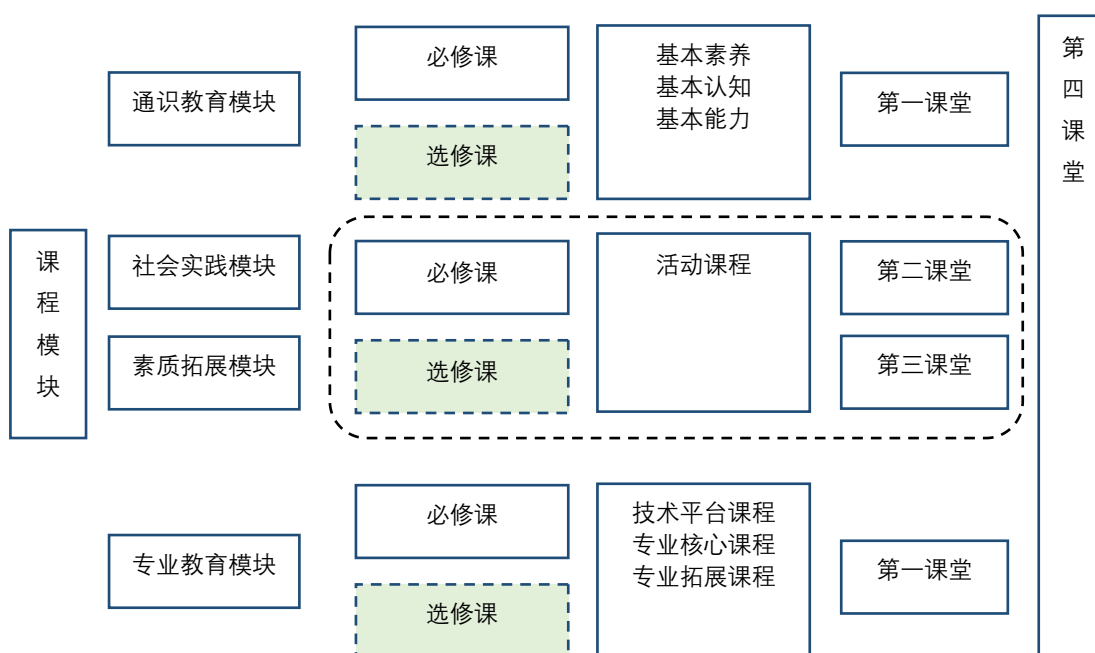 课程模块
通识教育模块
必修课
选修课
基本素养
基本认知
基本能力
第一课堂
社会实践模块
素质拓展模块
必修课
选修课
活动课程
第二课堂
第三课堂
专业教育模块
必修课
选修课
技术平台课程
专业核心课程
专业拓展课程
第一课堂
第四课堂